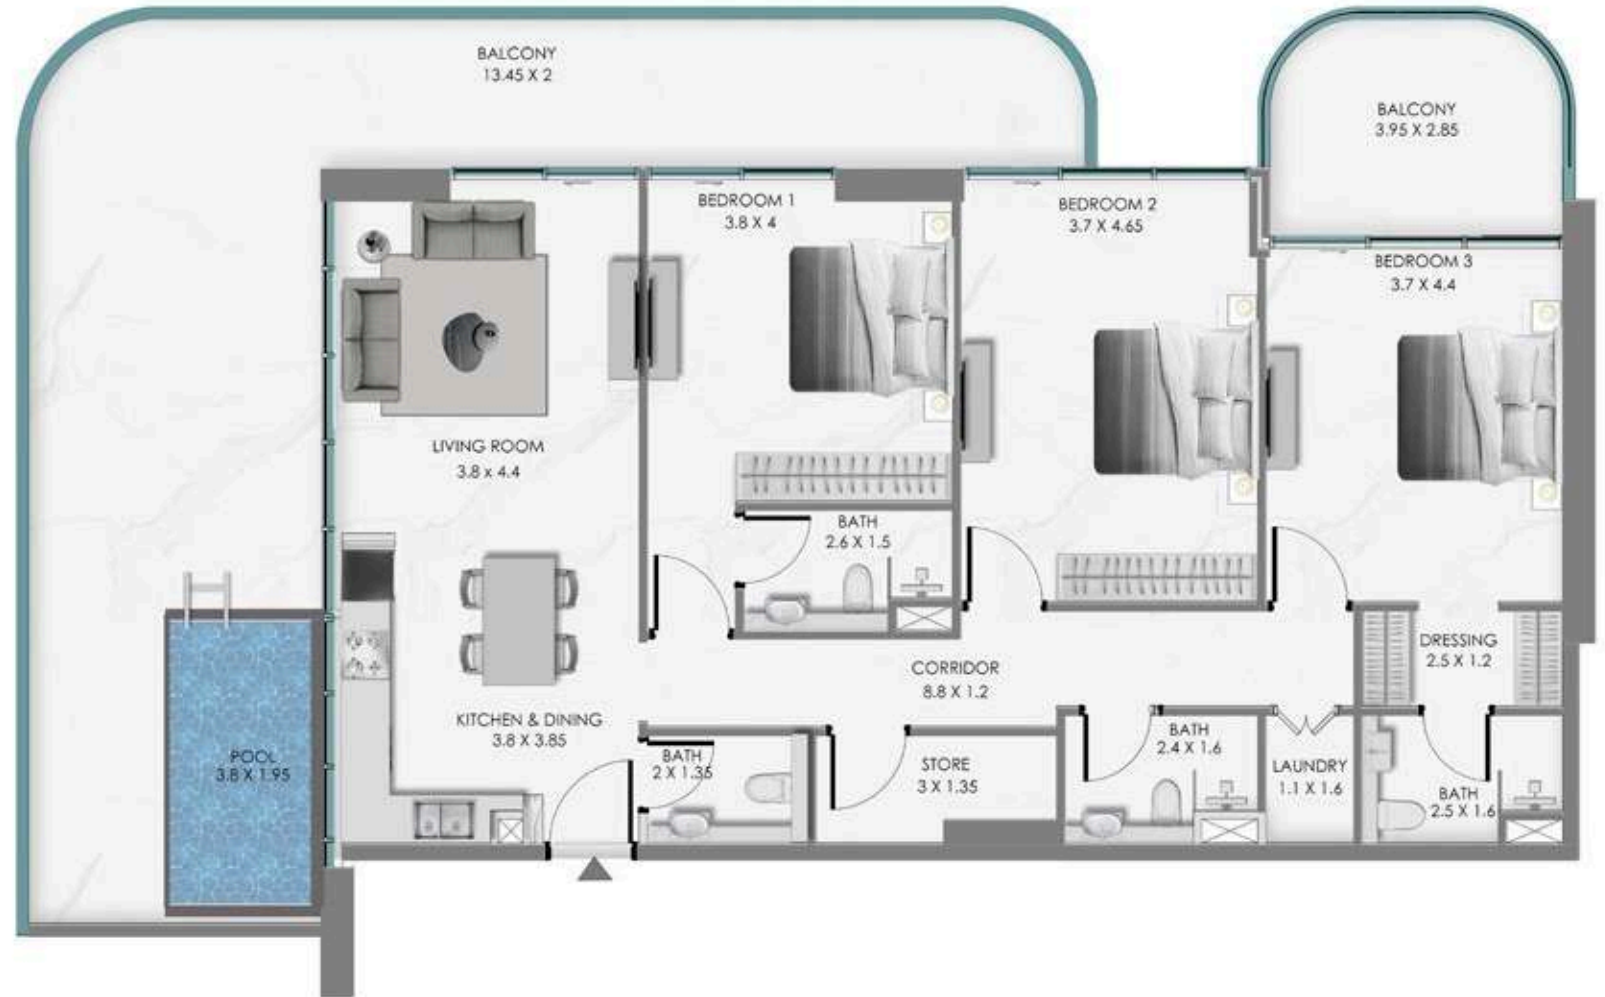 BALCONY
13.45 X 2
BALCONY
3.95 X 2.85
BEDROOM 1
3.8 X 4
BEDROOM 2
3.7 X 4.65
BEDROOM 3
3.7 X 4.4
LIVING ROOM
3.8 x 4.4
BATH
2.6 X 1.5
CORRIDOR
8.8 X 1.2
DRESSING
2.5 X 1.2
KITCHEN & DINING
3.8 X 3.85
POOL
3.8 X 1.95
BATH
2 X 1.35
STORE
3 X 1.35
BATH
2.4 X 1.6
LAUNDRY
1.1 X 1.6
BATH
2.5 X 1.6